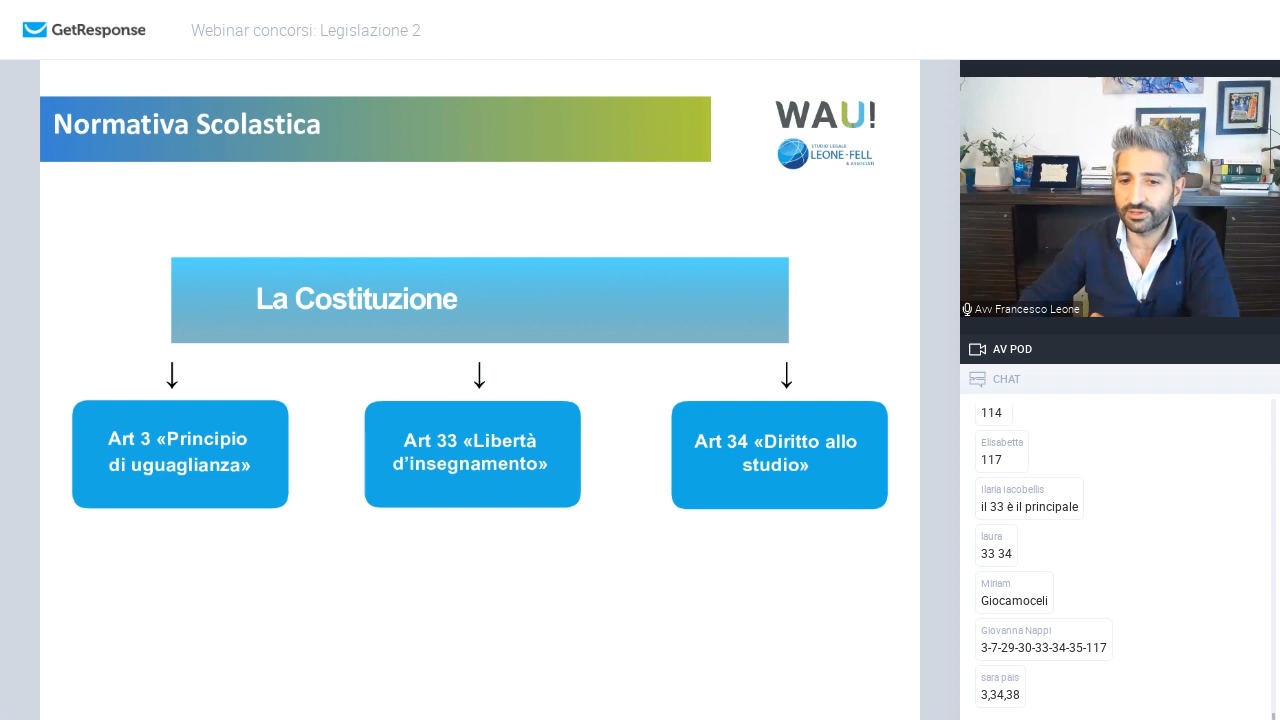 GetResponse
Webinar concorsi: Legislazione 2
Normativa Scolastica
WAU!
STUDIO LEGALE
LEONE-FELL
& ASSOCIATI
La Costituzione
↓ ↓ ↓
Art 3 «Principio
di uguaglianza»
Art 33 «Libertà
d’insegnamento»
Art 34 «Diritto allo
studio»
Avv Francesco Leone
AV POD
CHAT
114
Elisabetta
117
Ilaria Iacobellis
il 33 è il principale
laura
33 34
Miriam
Giocamoceli
Giovanna Nappi
3-7-29-30-33-34-35-117
sara pais
3,34,38